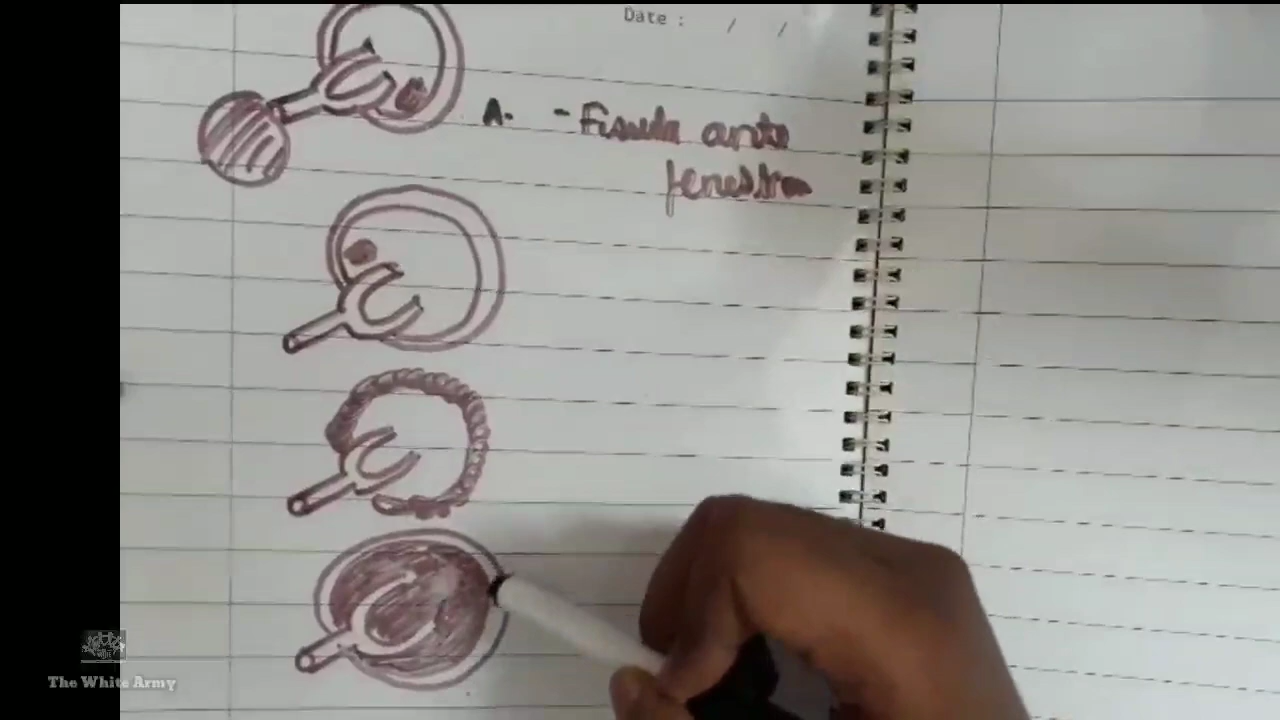 Date : / /
A. - Fissula ante
fenestra
The White Army